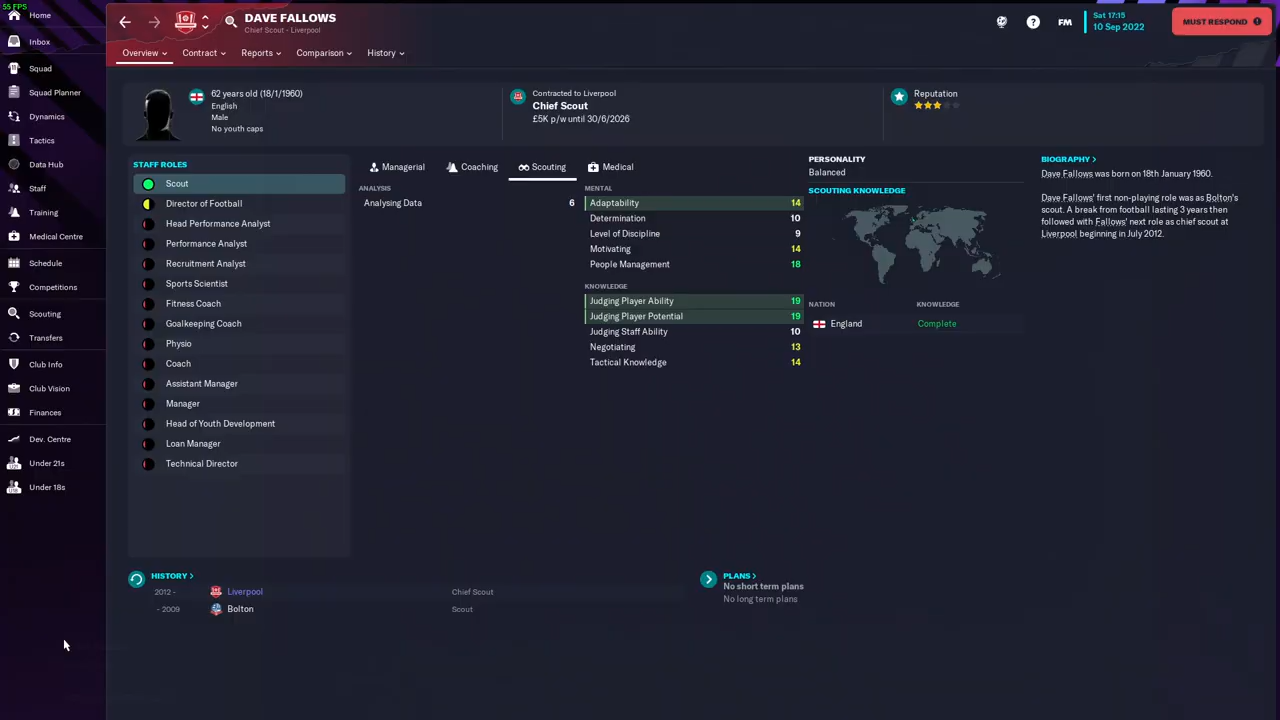 55 FPS
Home
Inbox
Squad
Squad Planner
Dynamics
Tactics
Data Hub
Staff
Training
Medical Centre
Schedule
Competitions
Scouting
Transfers
Club Info
Club Vision
Finances
Dev. Centre
Under 21s
Under 18s
DAVE FALLOWS
Chief Scout - Liverpool
FM
Sat 17:15
10 Sep 2022
MUST RESPOND
Overview
Contract
Reports
Comparison
History
62 years old (18/1/1960)
English
Male
No youth caps
Contracted to Liverpool
Chief Scout
£5K p/w until 30/6/2026
Reputation
STAFF ROLES
Scout
Director of Football
Head Performance Analyst
Performance Analyst
Recruitment Analyst
Sports Scientist
Fitness Coach
Goalkeeping Coach
Physio
Coach
Assistant Manager
Manager
Head of Youth Development
Loan Manager
Technical Director
Managerial
Coaching
Scouting
Medical
ANALYSIS
Analysing Data 6
MENTAL
Adaptability 14
Determination 10
Level of Discipline 9
Motivating 14
People Management 18
KNOWLEDGE
Judging Player Ability 19
Judging Player Potential 19
Judging Staff Ability 10
Negotiating 13
Tactical Knowledge 14
PERSONALITY
Balanced
SCOUTING KNOWLEDGE
NATION KNOWLEDGE
England Complete
BIOGRAPHY >
Dave Fallows was born on 18th January 1960.
Dave Fallows' first non-playing role was as Bolton's
scout. A break from football lasting 3 years then
followed with Fallows' next role as chief scout at
Liverpool beginning in July 2012.
HISTORY >
2012 - Liverpool Chief Scout
- 2009 Bolton Scout
PLANS >
No short term plans
No long term plans